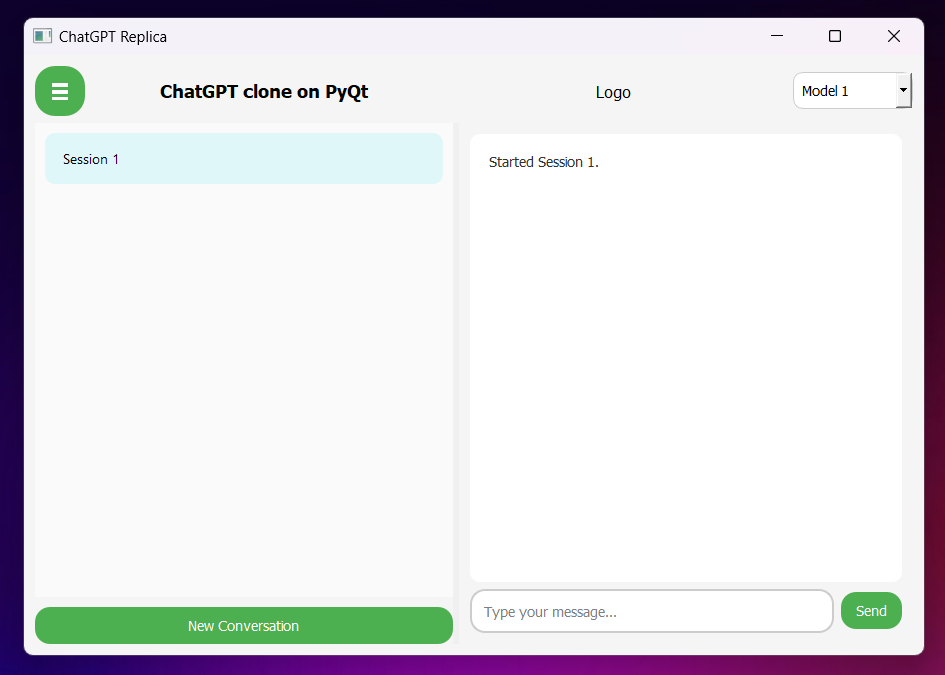 ChatGPT Replica
ChatGPT clone on PyQt
Logo
Model 1
Session 1
Started Session 1.
Type your message...
Send
New Conversation